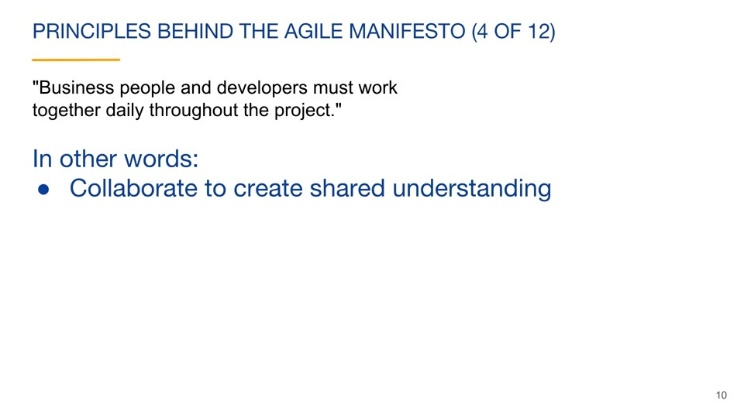 PRINCIPLES BEHIND THE AGILE MANIFESTO (4 OF 12)
"Business people and developers must work
together daily throughout the project."
In other words:
● Collaborate to create shared understanding
10